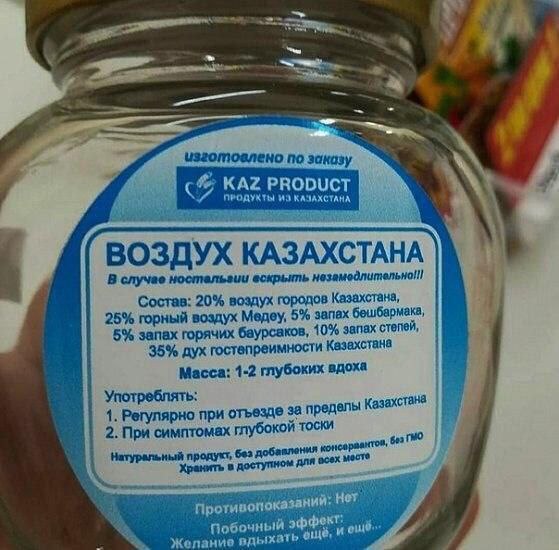 изготовлено по заказу
KAZ PRODUCT
ПРОДУКТЫ ИЗ КАЗАХСТАНА
ВОЗДУХ КАЗАХСТАНА
В случае ностальгии вскрыть незамедлительно!!!
Состав: 20% воздух городов Казахстана,
25% горный воздух Медеу, 5% запах бешбармака,
5% запах горячих баурсаков, 10% запах степей,
35% дух гостеприимности Казахстана
Масса: 1-2 глубоких вдоха
Употреблять:
1. Регулярно при отъезде за пределы Казахстана
2. При симптомах глубокой тоски
Натуральный продукт, без добавления консервантов, без ГМО
Хранить в доступном для всех месте
Противопоказаний: Нет
Побочный эффект:
Желание вдыхать ещё, и ещё...